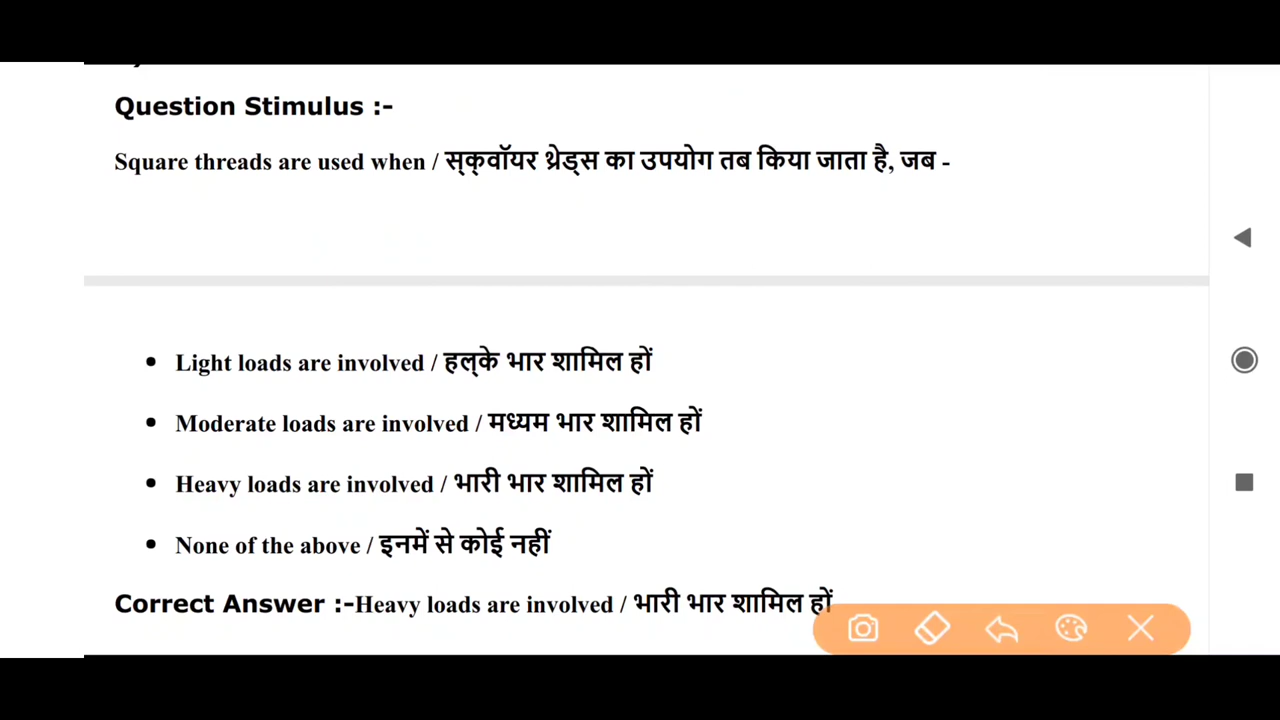 Question Stimulus :-
Square threads are used when / स्क्वॉयर थ्रेड्स का उपयोग तब किया जाता है, जब -
Light loads are involved / हल्के भार शामिल हों
Moderate loads are involved / मध्यम भार शामिल हों
Heavy loads are involved / भारी भार शामिल हों
None of the above / इनमें से कोई नहीं
Correct Answer :-Heavy loads are involved / भारी भार शामिल हों